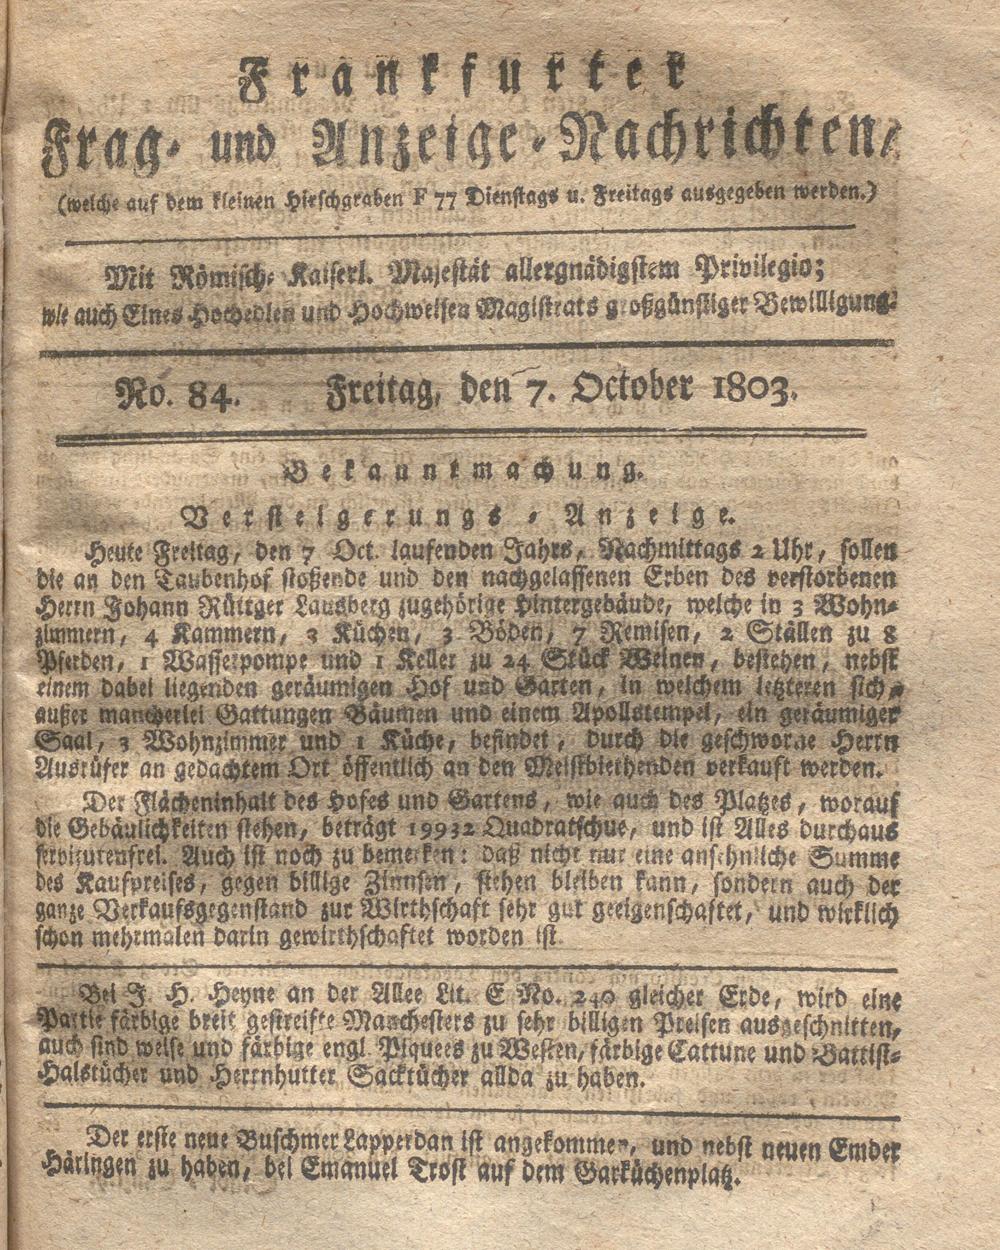 Frankfurter
Frag- und Anzeige-Nachrichten,
(welche auf dem kleinen Hirschgraben F 77 Dienstags u. Freitags ausgegeben werden.)
Mit Römisch- Kaiserl. Majestät allergnädigstem Privilegio;
wie auch Eines Hochedlen und Hochweisen Magistrats großgünstiger Bewilligung.
No. 84. Freitag, den 7. October 1803.
Bekanntmachung.
Versteigerungs-Anzeige.
Heute Freitag, den 7 Oct. laufenden Jahrs, Nachmittags 2 Uhr, sollen
die an den Taubenhof stoßende und den nachgelassenen Erben des verstorbenen
Herrn Johann Rüttger Lausberg zugehörige Hintergebäude, welche in 3 Wohn-
zimmern, 4 Kammern, 3 Küchen, 3 Böden, 7 Remisen, 2 Ställen zu 8
Pferden, 1 Wasserpompe und 1 Keller zu 24 Stück Weinen, bestehen, nebst
einem dabei liegenden geräumigen Hof und Garten, in welchem letzteren sich,
außer mancherlei Gattungen Bäumen und einem Apollstempel, ein geräumiger
Saal, 3 Wohnzimmer und 1 Küche, befindet, durch die geschworne Herrn
Ausrüfer an gedachtem Ort öffentlich an den Meistbiethenden verkauft werden.
Der Flächeninhalt des Hofes und Gartens, wie auch des Platzes, worauf
die Gebäulichkeiten stehen, beträgt 19932 Quadratschue, und ist Alles durchaus
servitutenfrei. Auch ist noch zu bemerken: daß nicht nur eine ansehnliche Summe
des Kaufpreises, gegen billige Zinnsen, stehen bleiben kann, sondern auch der
ganze Verkaufsgegenstand zur Wirthschaft sehr gut geeigenschaftet, und wirklich
schon mehrmalen darin gewirthschaftet worden ist.
Bei J. H. Heyne an der Allee Lit. E No. 240 gleicher Erde, wird eine
Partie färbige breit gestreifte Manchesters zu sehr billigen Preisen ausgeschnitten,
auch sind weise und färbige engl. Piquees zu Westen, färbige Cattune und Battist-
Halstücher und Herrnhutter Sacktücher allda zu haben.
Der erste neue Buschmer Lapperdan ist angekommen, und nebst neuen Emder
Häringen zu haben, bei Emanuel Trost auf dem Garküchenplatz.